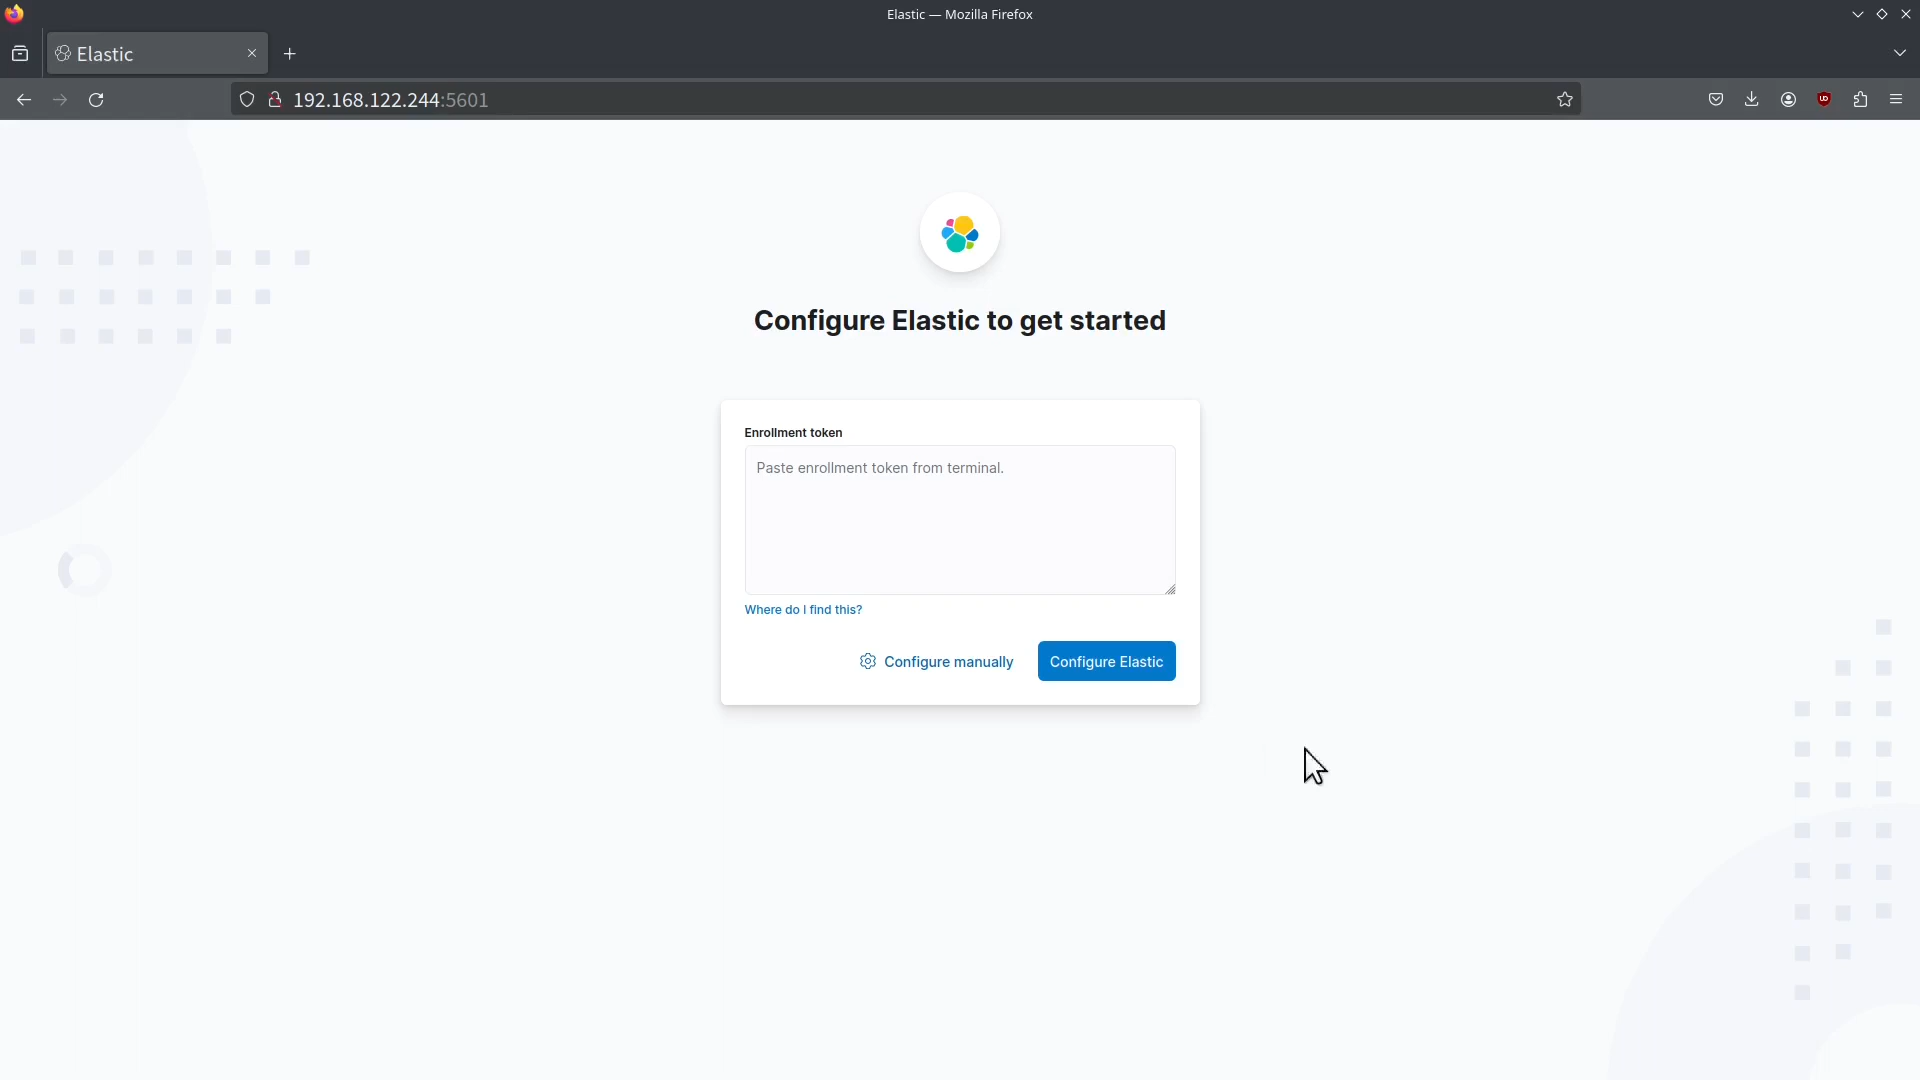 Elastic — Mozilla Firefox
Elastic
192.168.122.244:5601
Configure Elastic to get started
Enrollment token
Paste enrollment token from terminal.
Where do I find this?
Configure manually
Configure Elastic